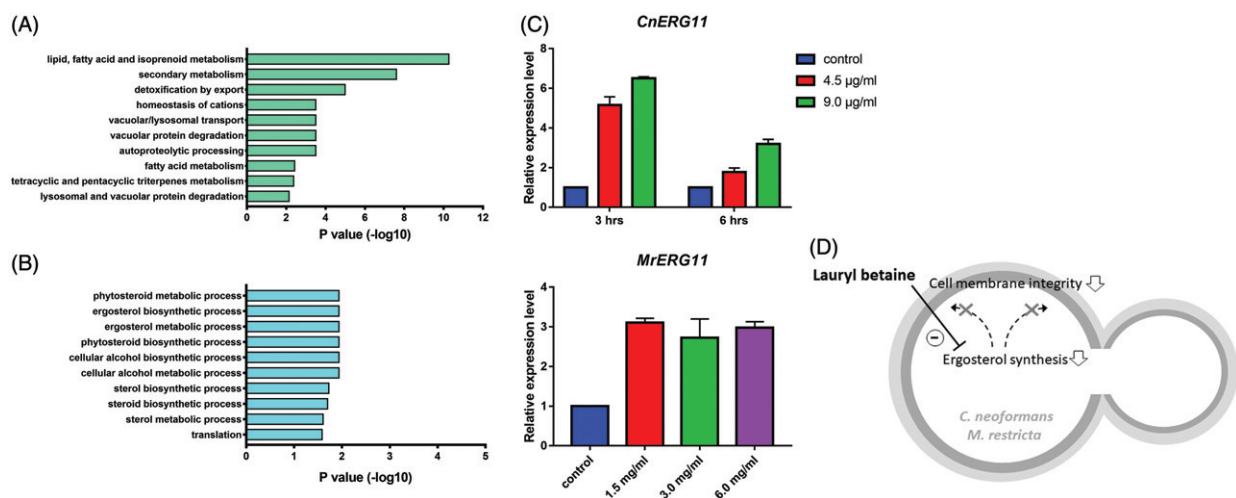 (A)
lipid, fatty acid and isoprenoid metabolism
secondary metabolism
detoxification by export
homeostasis of cations
vacuolar/lysosomal transport
vacuolar protein degradation
autoproteolytic processing
fatty acid metabolism
tetracyclic and pentacyclic triterpenes metabolism
lysosomal and vacuolar protein degradation
0 2 4 6 8 10 12
P value (-log10)
(B)
phytosteroid metabolic process
ergosterol biosynthetic process
ergosterol metabolic process
phytosteroid biosynthetic process
cellular alcohol biosynthetic process
cellular alcohol metabolic process
sterol biosynthetic process
steroid biosynthetic process
sterol metabolic process
translation
0 1 2 3 4 5
P value (-log10)
(C)
CnERG11
Relative expression level
8
6
4
2
0
3 hrs 6 hrs
control
4.5 µg/ml
9.0 µg/ml
MrERG11
Relative expression level
4
3
2
1
0
control 1.5 mg/ml 3.0 mg/ml 6.0 mg/ml
(D)
Lauryl betaine
Cell membrane integrity
Ergosterol synthesis
C. neoformans
M. restricta